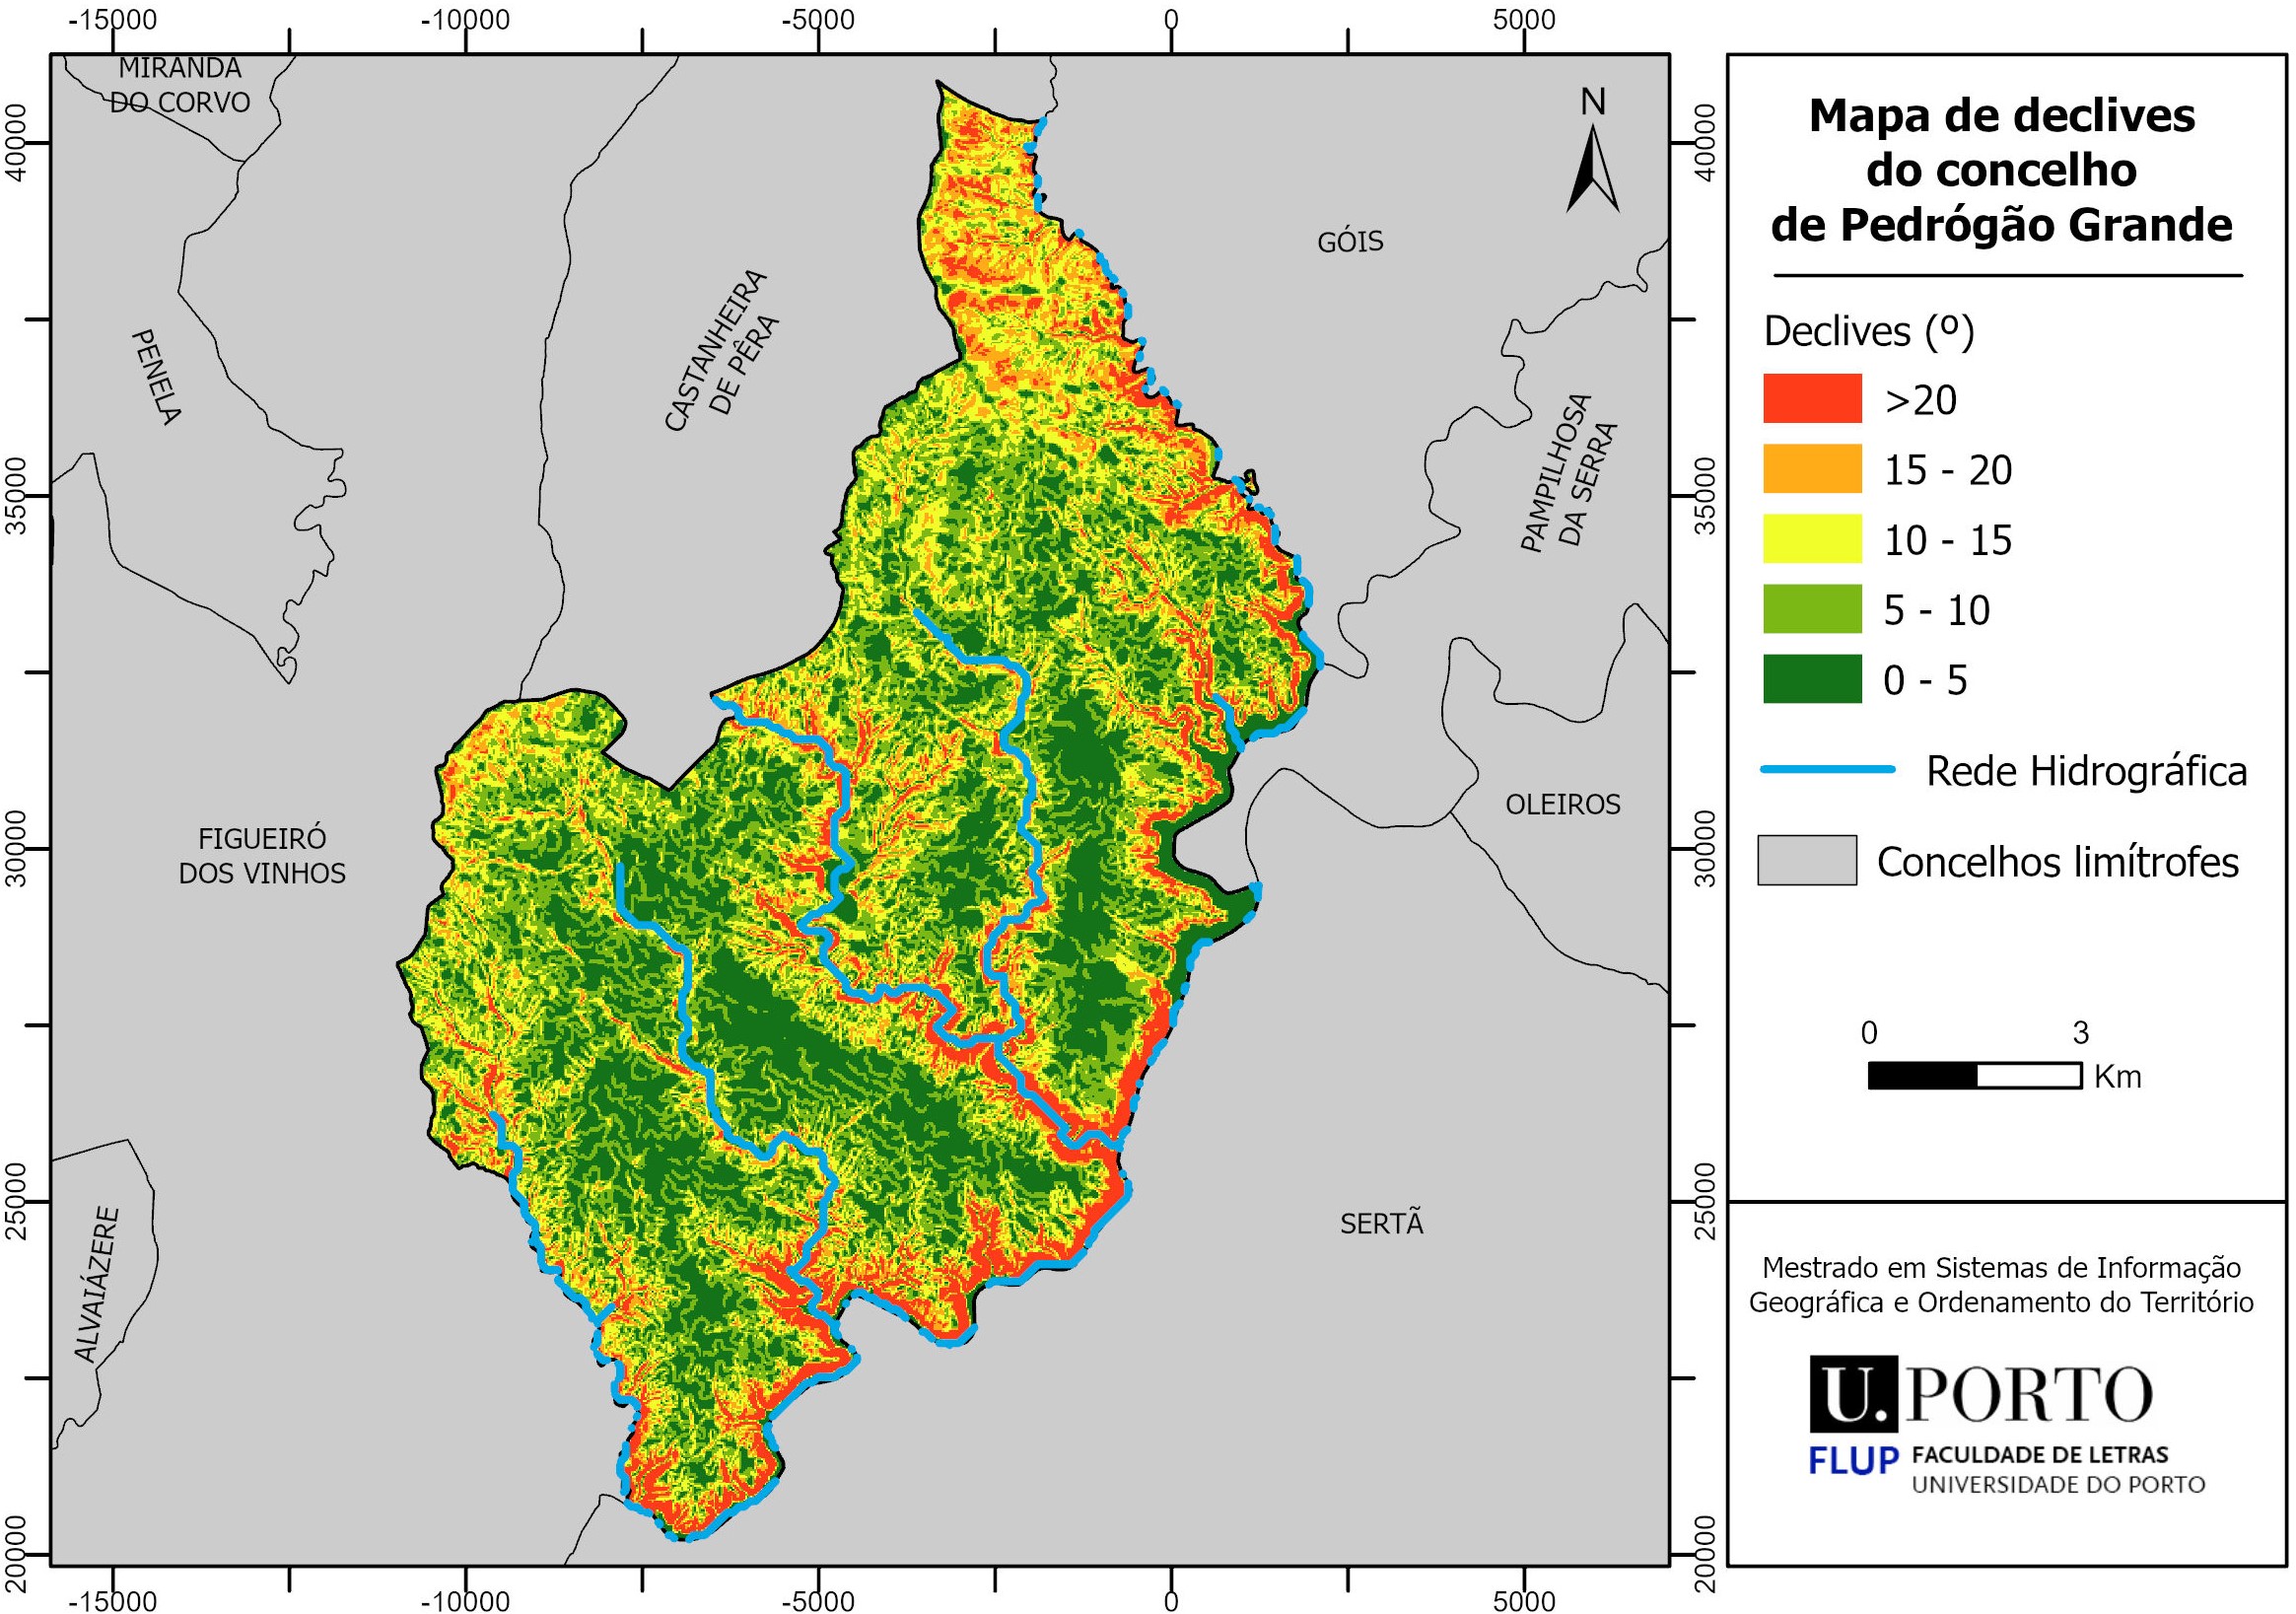 -15000
-10000
-5000
0
5000
40000
35000
30000
25000
20000
MIRANDA
DO CORVO
PENELA
CASTANHEIRA
DE PÊRA
GÓIS
N
PAMPILHOSA
DA SERRA
OLEIROS
FIGUEIRÓ
DOS VINHOS
SERTÃ
ALVAIÁZERE
40000
35000
30000
25000
20000
-15000
-10000
-5000
0
5000
Mapa de declives
do concelho
de Pedrógão Grande
Declives (º)
>20
15 - 20
10 - 15
5 - 10
0 - 5
Rede Hidrográfica
Concelhos limítrofes
0 3
Km
Mestrado em Sistemas de Informação
Geográfica e Ordenamento do Território
U. PORTO
FLUP FACULDADE DE LETRAS
UNIVERSIDADE DO PORTO